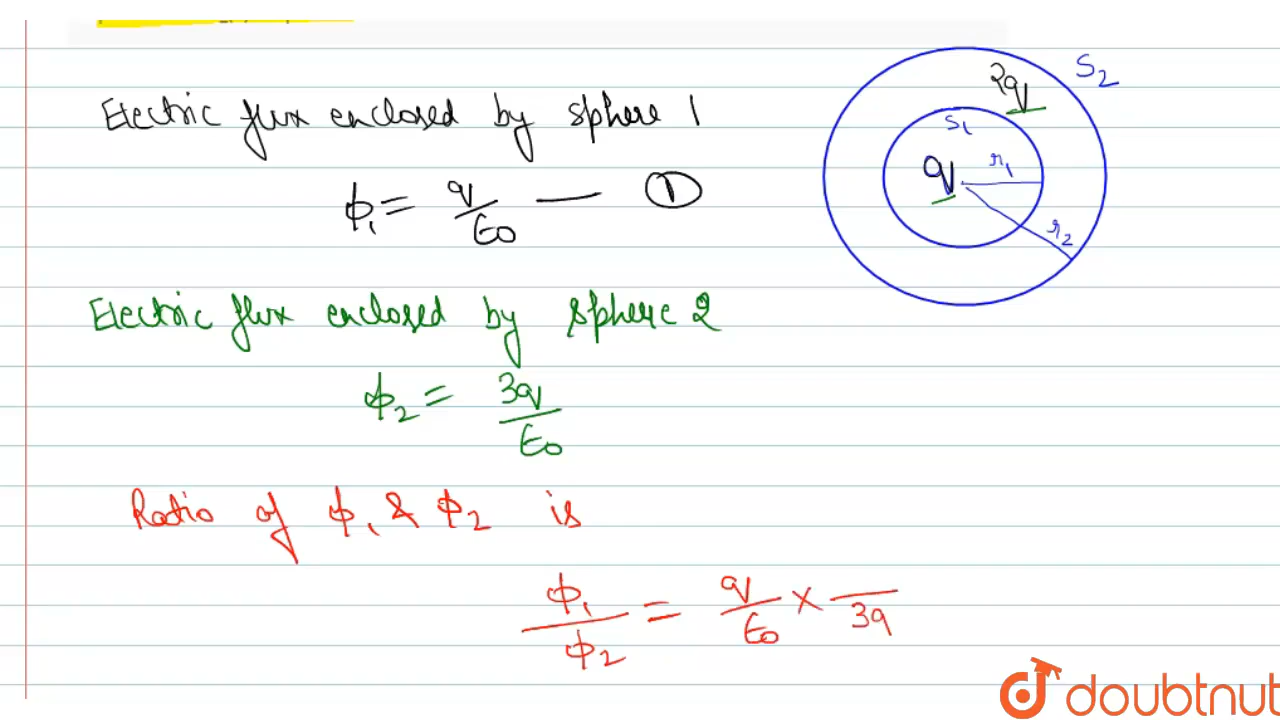 Electric flux enclosed by sphere 1
ϕ₁ = q/ε₀ — ①
Electric flux enclosed by sphere 2
ϕ₂ = 3q/ε₀
Ratio of ϕ₁ & ϕ₂ is
ϕ₁/ϕ₂ = q/ε₀ × /3q
S₂
2q
S₁
q
r₁
r₂
doubtnut